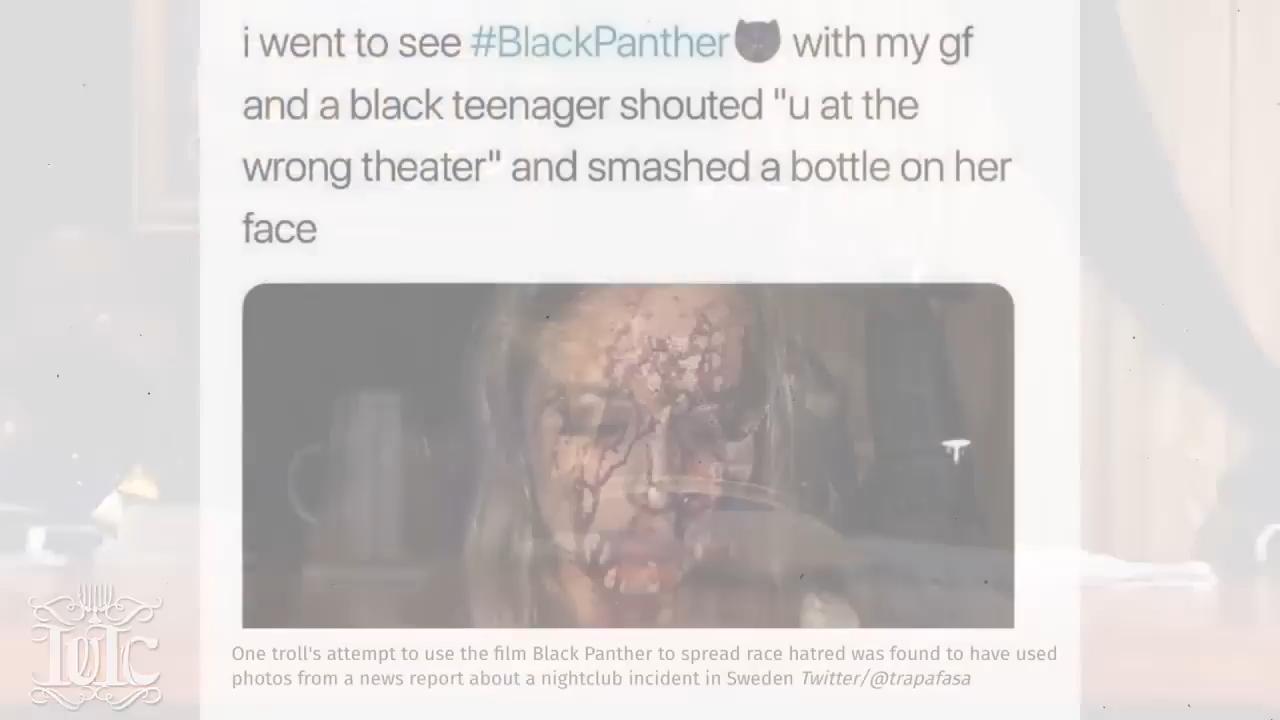 i went to see #BlackPanther with my gf
and a black teenager shouted "u at the
wrong theater" and smashed a bottle on her
face
One troll's attempt to use the film Black Panther to spread race hatred was found to have used
photos from a news report about a nightclub incident in Sweden Twitter/@trapafasa
IUIC